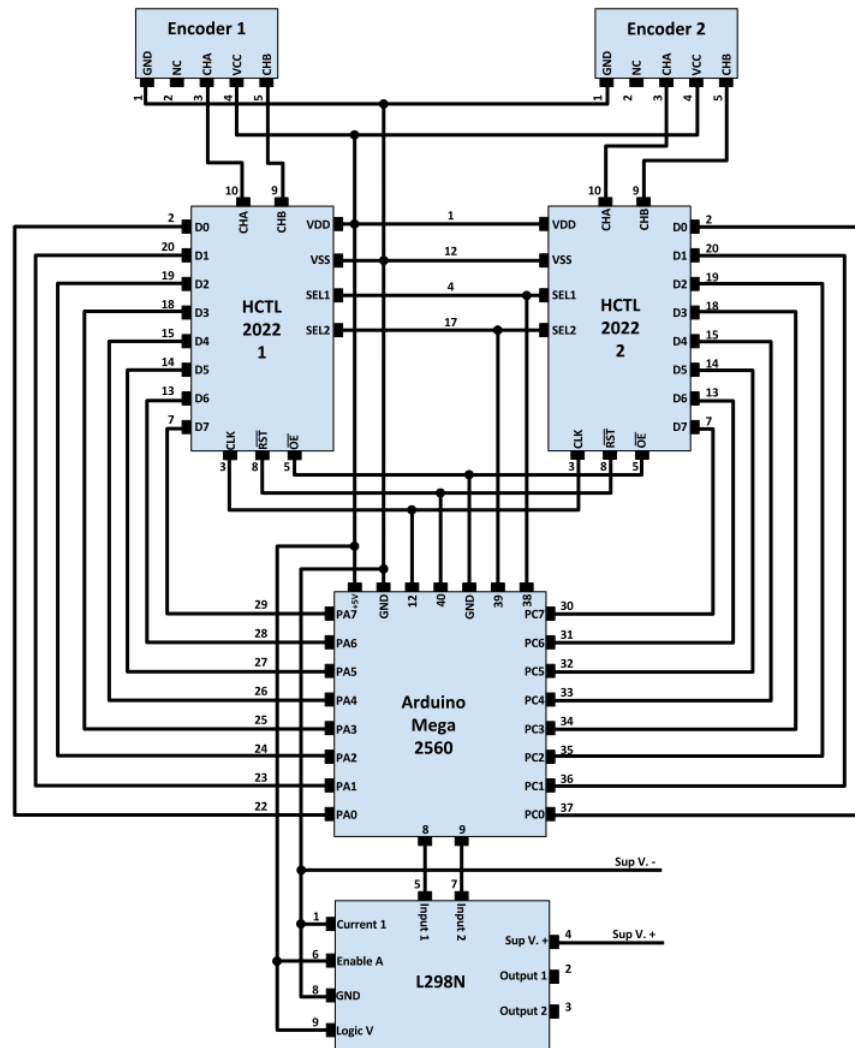 Encoder 1
Encoder 2
GND NC CHA VCC CHB
GND NC CHA VCC CHB
1 2 3 4 5
1 2 3 4 5
10 9
10 9
CHA CHB
CHA CHB
2 D0 VDD 1 VDD D0 2
20 D1 VSS 12 VSS D1 20
19 D2 SEL1 4 SEL1 D2 19
18 D3 SEL2 17 SEL2 D3 18
HCTL
2022
1
HCTL
2022
2
15 D4 D4 15
14 D5 D5 14
13 D6 D6 13
7 D7 D7 7
CLK RST OE
CLK RST OE
3 8 5
3 8 5
+5V GND 12 40 GND 39 38
29 PA7 PC7 30
28 PA6 PC6 31
27 PA5 PC5 32
26 PA4 PC4 33
25 PA3 PC3 34
24 PA2 PC2 35
23 PA1 PC1 36
22 PA0 PC0 37
Arduino
Mega
2560
8 9
Sup V. -
5 7
Input 1 Input 2
1 Current 1
Sup V. + 4 Sup V. +
6 Enable A
Output 1 2
L298N
8 GND
Output 2 3
9 Logic V